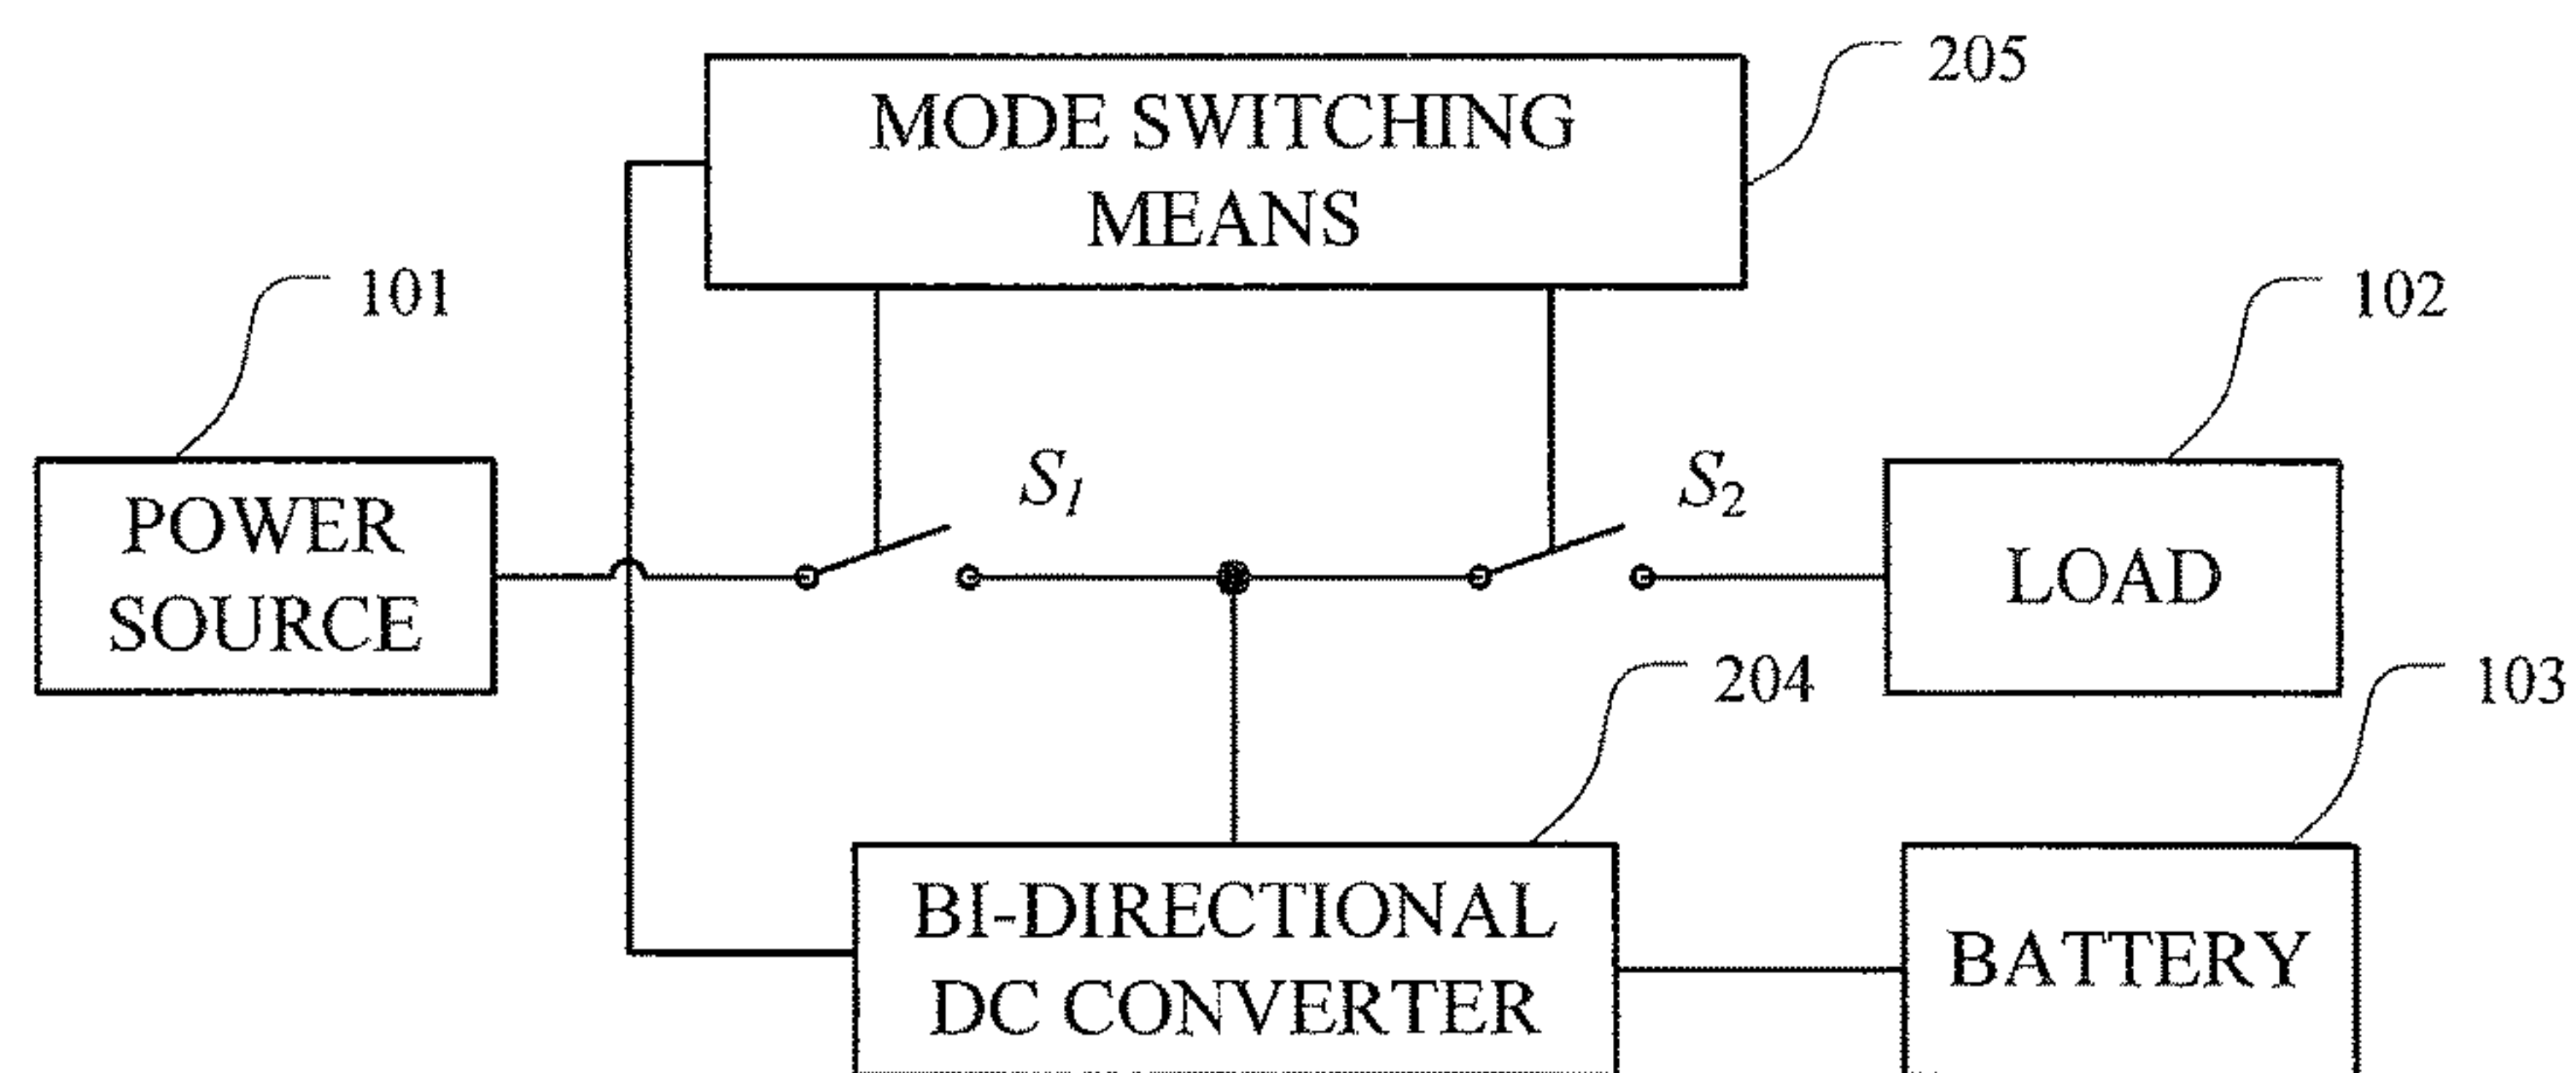 205
MODE SWITCHING
MEANS
101
102
S1
S2
POWER
SOURCE
LOAD
204
103
BI-DIRECTIONAL
DC CONVERTER
BATTERY